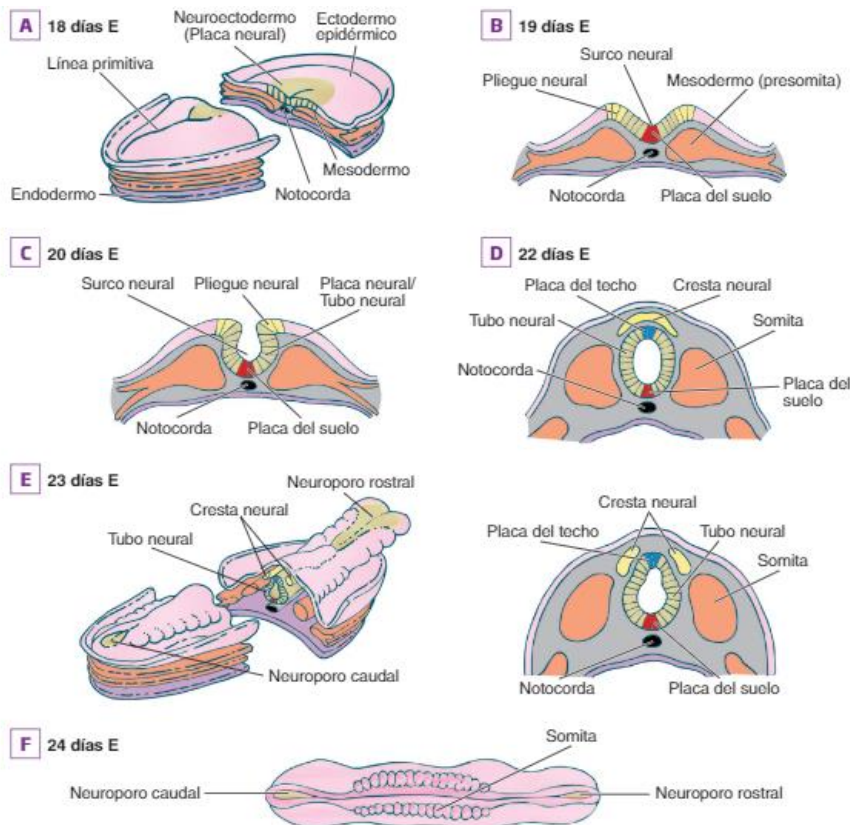 A 18 días E
Neuroectodermo
(Placa neural)
Ectodermo
epidérmico
Línea primitiva
Mesodermo
Endodermo
Notocorda
B 19 días E
Surco neural
Pliegue neural
Mesodermo (presomita)
Notocorda
Placa del suelo
C 20 días E
Surco neural
Pliegue neural
Placa neural/
Tubo neural
Notocorda
Placa del suelo
D 22 días E
Placa del techo
Cresta neural
Tubo neural
Somita
Notocorda
Placa del
suelo
E 23 días E
Neuroporo rostral
Cresta neural
Tubo neural
Neuroporo caudal
Cresta neural
Placa del techo
Tubo neural
Somita
Notocorda
Placa del suelo
F 24 días E
Somita
Neuroporo caudal
Neuroporo rostral